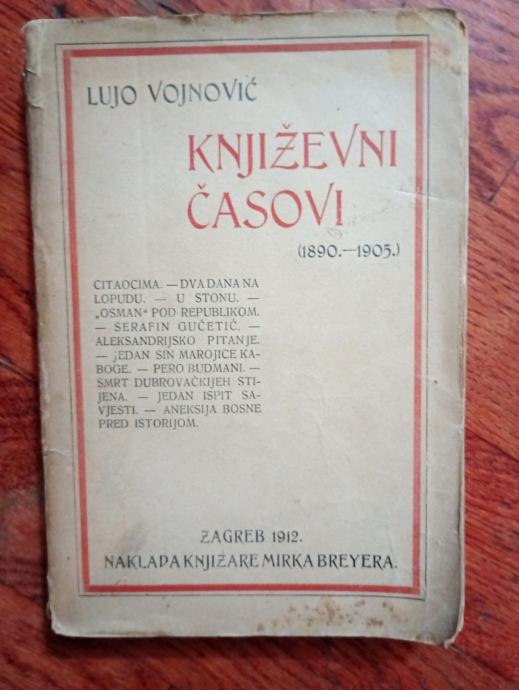 LUJO VOJNOVIĆ
KNJIŽEVNI
ČASOVI
(1890.—1905.)
CITAOCIMA. — DVA DANA NA
LOPUDU. — U STONU. —
„OSMAN“ POD REPUBLIKOM.
— SERAFIN GUČETIĆ. —
ALEKSANDRIJSKO PITANJE.
— JEDAN SIN MAROJICE KA-
BOGE. — PERO BUDMANI. —
SMRT DUBROVAČKIJEH STI-
JENA. — JEDAN ISPIT SA-
VJESTI. — ANEKSIJA BOSNE
PRED ISTORIJOM.
ZAGREB 1912.
NAKLADA KNJIŽARE MIRKA BREYERA.